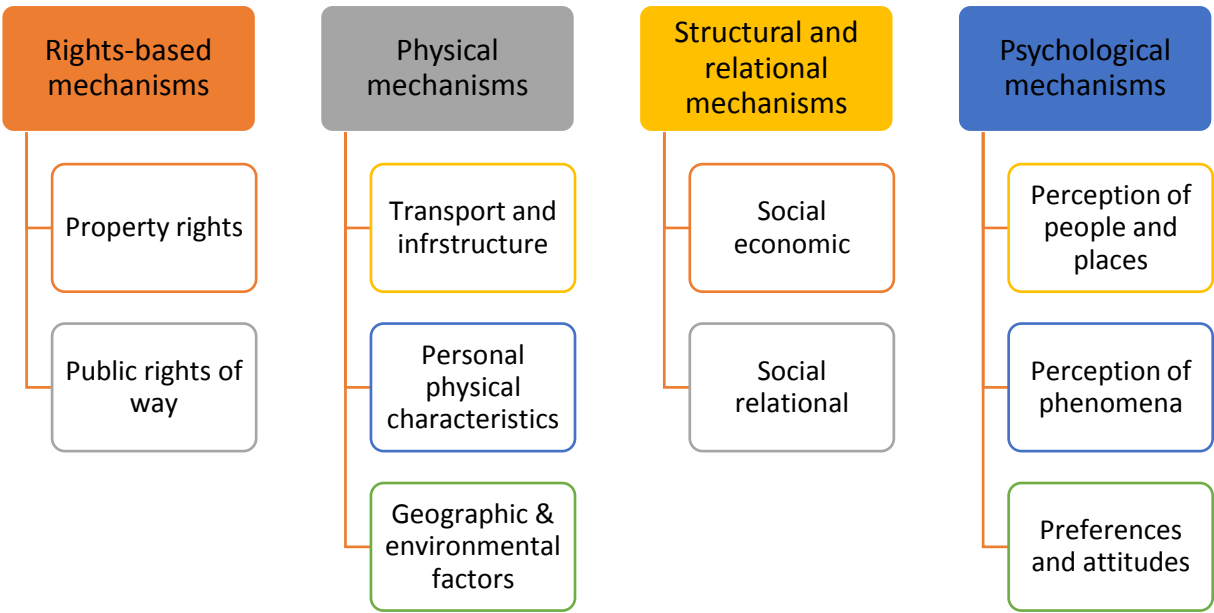 Rights-based
mechanisms
Property rights
Public rights of
way
Physical
mechanisms
Transport and
infrstructure
Personal
physical
characteristics
Geographic &
environmental
factors
Structural and
relational
mechanisms
Social
economic
Social
relational
Psychological
mechanisms
Perception of
people and
places
Perception of
phenomena
Preferences
and attitudes